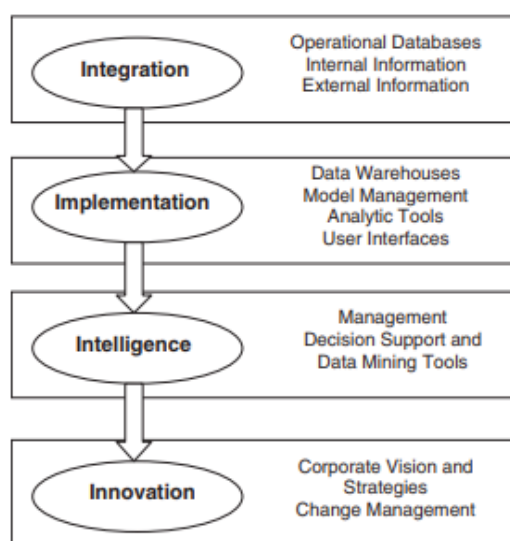 Integration
Operational Databases
Internal Information
External Information
Implementation
Data Warehouses
Model Management
Analytic Tools
User Interfaces
Intelligence
Management
Decision Support and
Data Mining Tools
Innovation
Corporate Vision and
Strategies
Change Management